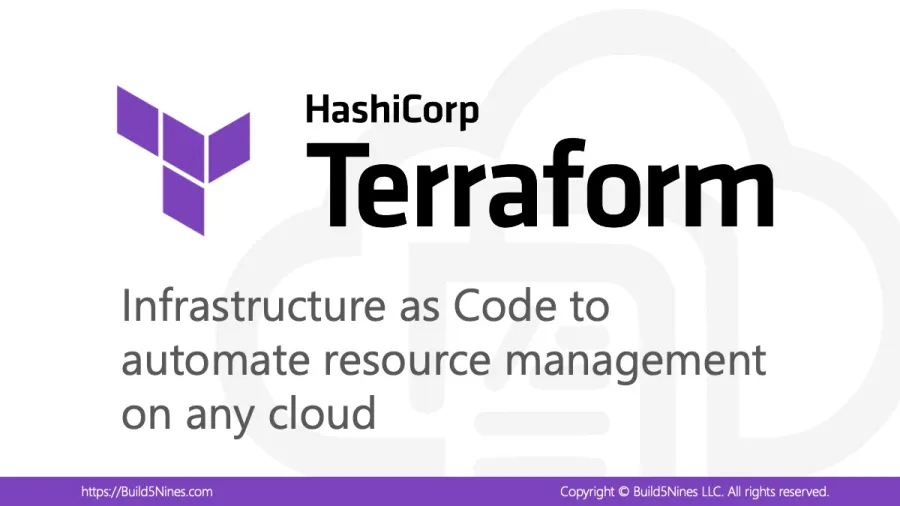 HashiCorp
Terraform
Infrastructure as Code to
automate resource management
on any cloud
https://Build5Nines.com
Copyright © Build5Nines LLC. All rights reserved.